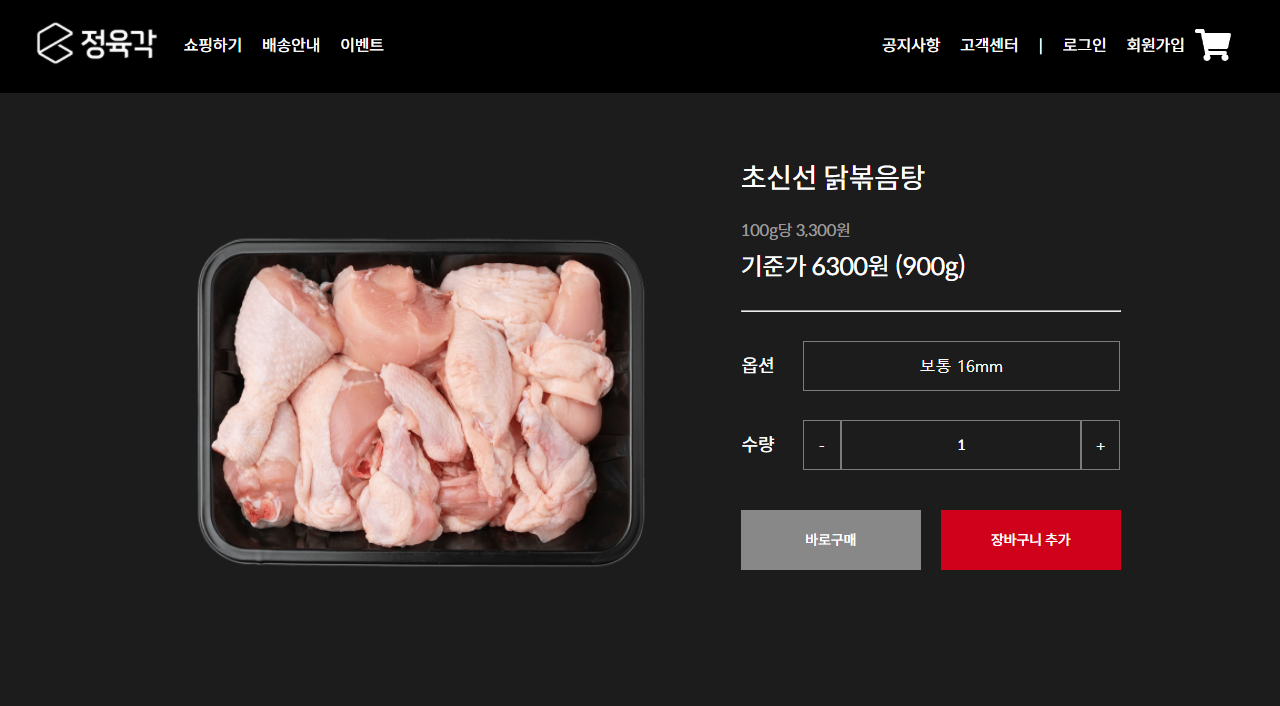 정육각 쇼핑하기 배송안내 이벤트 공지사항 고객센터 | 로그인 회원가입
초신선 닭볶음탕
100g당 3,300원
기준가 6300원 (900g)
옵션 보통 16mm
수량 - 1 +
바로구매 장바구니 추가